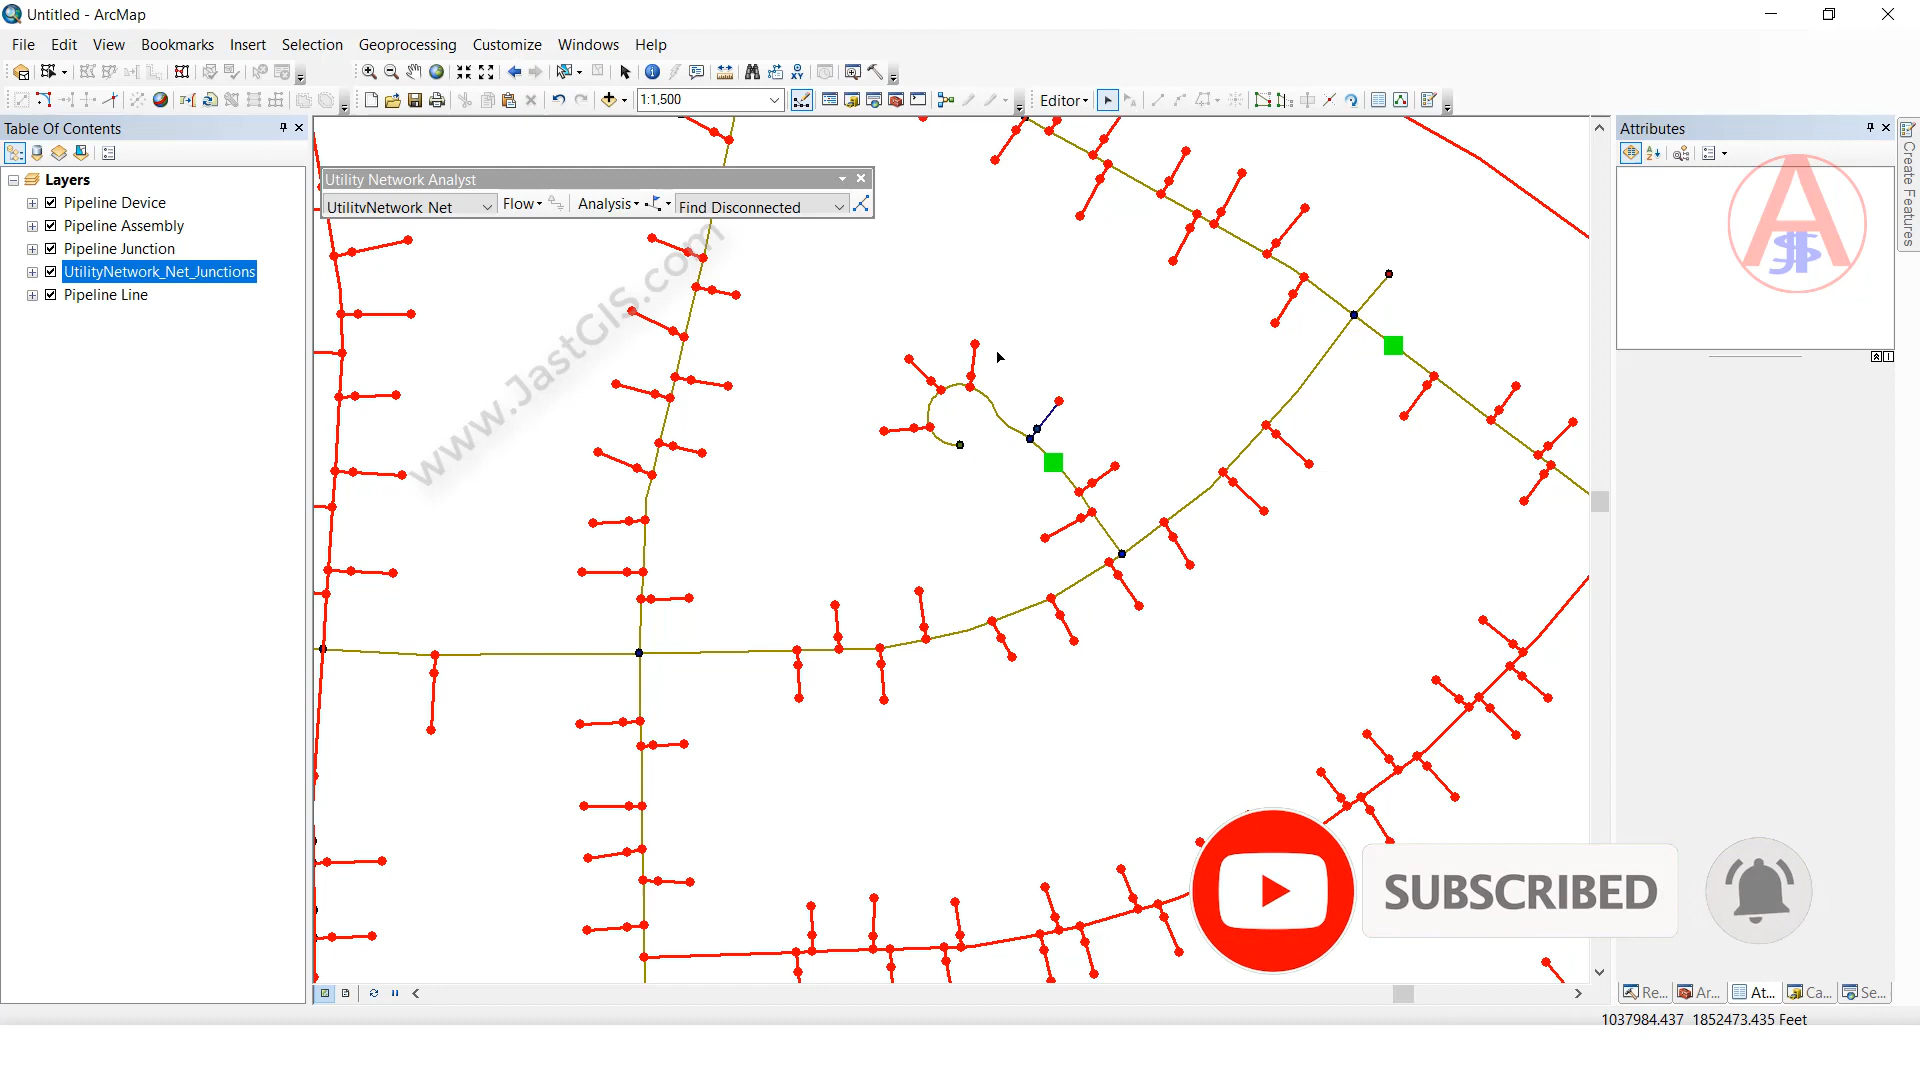 Untitled - ArcMap
File Edit View Bookmarks Insert Selection Geoprocessing Customize Windows Help
1:1,500
Editor
Table Of Contents
Layers
Pipeline Device
Pipeline Assembly
Pipeline Junction
UtilityNetwork_Net_Junctions
Pipeline Line
Utility Network Analyst
UtilityNetwork_Net Flow Analysis Find Disconnected
www.JastGIS.com
Attributes
Create Features
SUBSCRIBED
Re... Ar... At... Ca... Se...
1037984.437 1852473.435 Feet